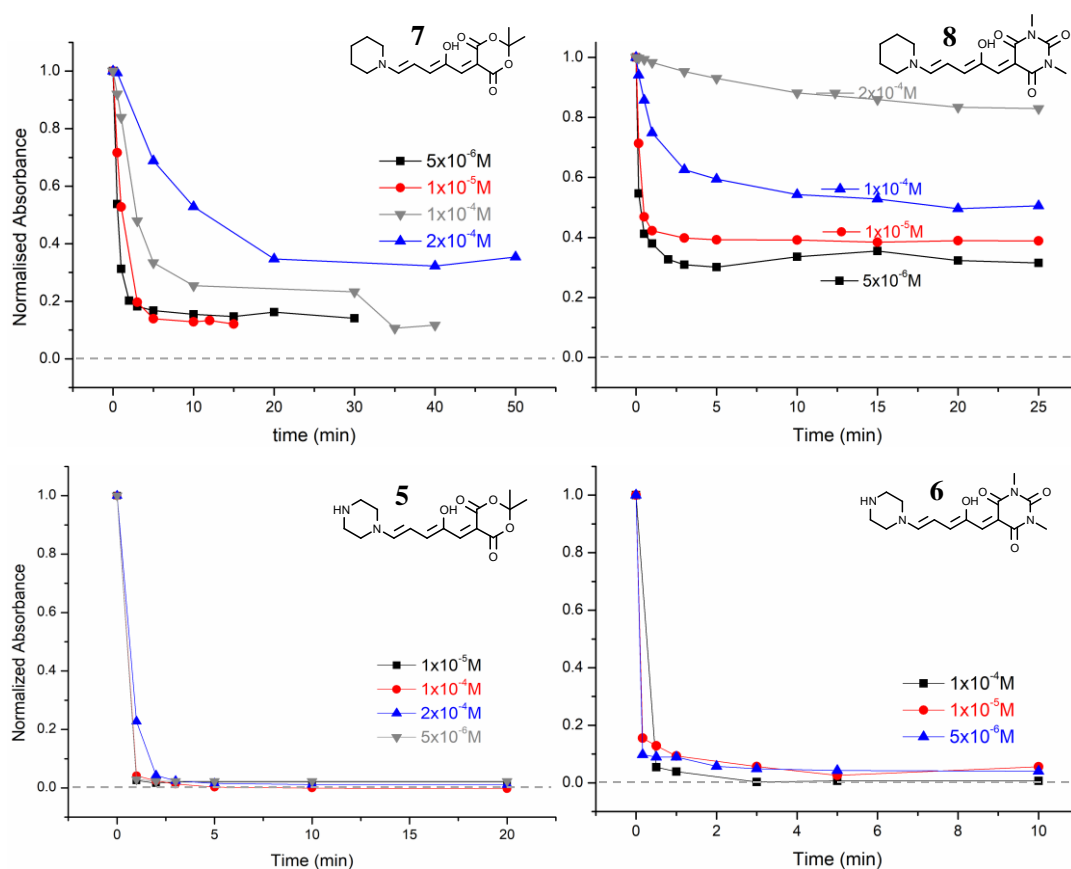 7
OH
O
O
O
O
N
Normalised Absorbance
1.0
0.8
0.6
0.4
0.2
0.0
5x10⁻⁶M
1x10⁻⁵M
1x10⁻⁴M
2x10⁻⁴M
0
10
20
30
40
50
time (min)
8
OH
O
N
O
N
O
N
1.0
0.8
0.6
0.4
0.2
0.0
2x10⁻⁴M
1x10⁻⁴M
1x10⁻⁵M
5x10⁻⁶M
0
5
10
15
20
25
Time (min)
5
HN
N
OH
O
O
O
O
Normalized Absorbance
1.0
0.8
0.6
0.4
0.2
0.0
1x10⁻⁵M
1x10⁻⁴M
2x10⁻⁴M
5x10⁻⁶M
0
5
10
15
20
Time (min)
6
HN
N
OH
O
N
O
N
O
1.0
0.8
0.6
0.4
0.2
0.0
1x10⁻⁴M
1x10⁻⁵M
5x10⁻⁶M
0
2
4
6
8
10
Time (min)